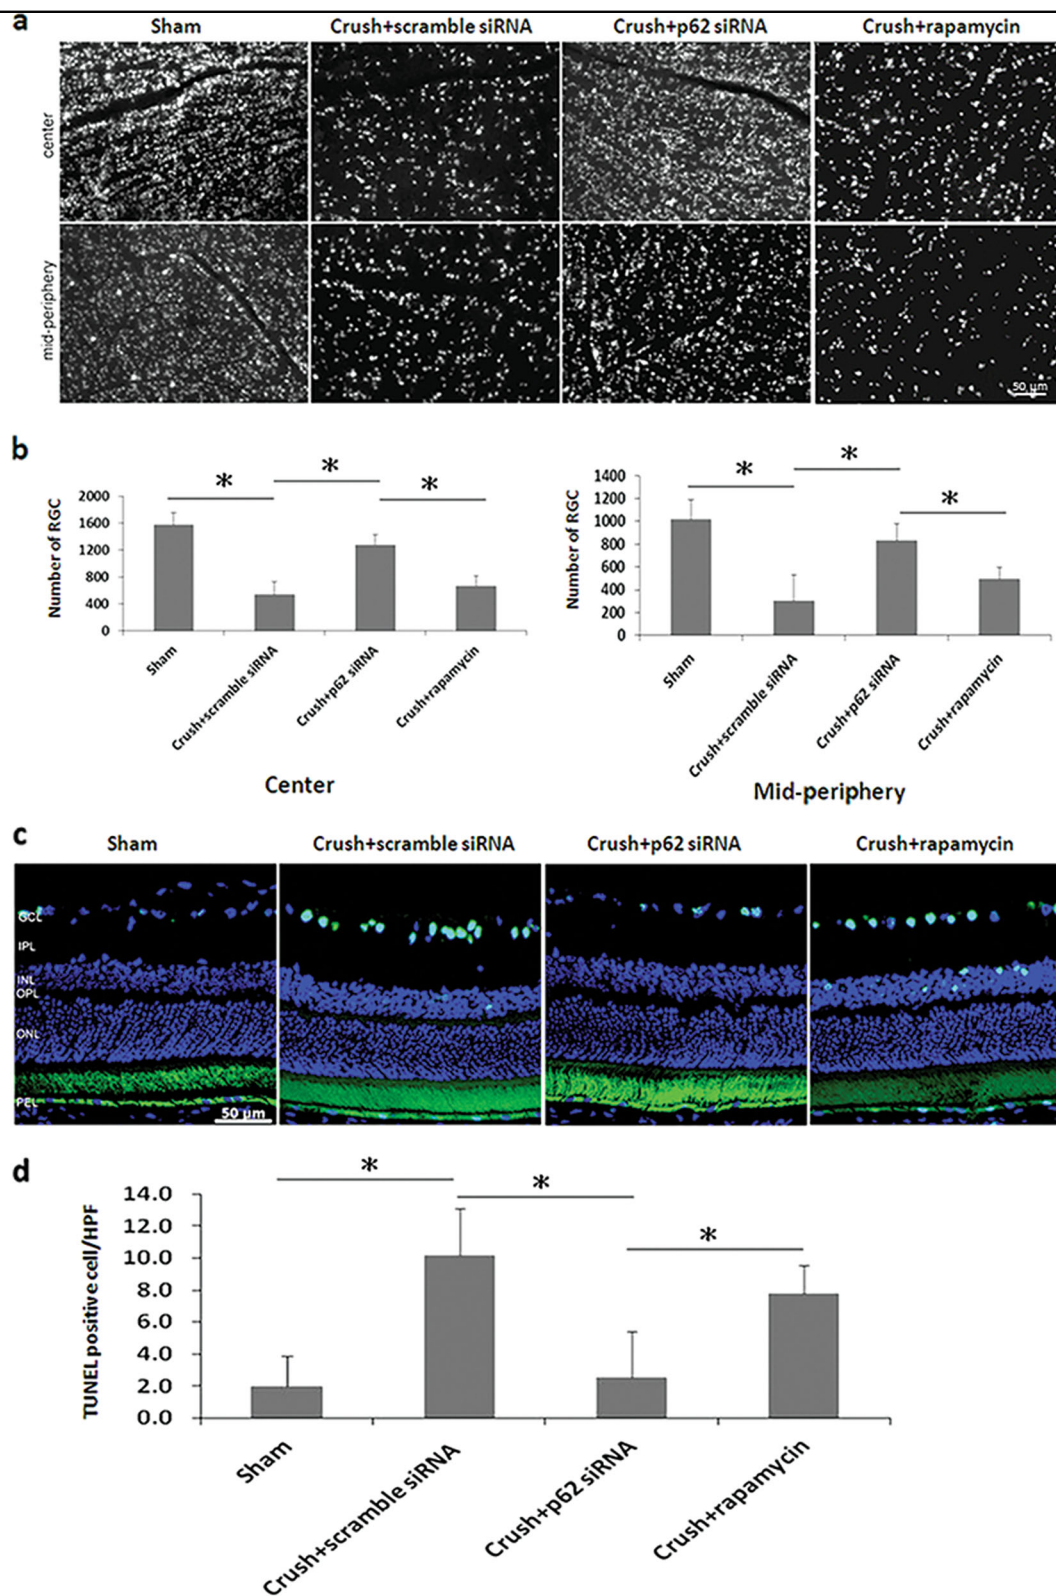 a
Sham Crush+scramble siRNA Crush+p62 siRNA Crush+rapamycin
center
mid-periphery
50 µm
b
Number of RGC
2000
1600
1200
800
400
0
Sham
Crush+scramble siRNA
Crush+p62 siRNA
Crush+rapamycin
Center
Number of RGC
1400
1200
1000
800
600
400
200
0
Sham
Crush+scramble siRNA
Crush+p62 siRNA
Crush+rapamycin
Mid-periphery
* * *
* * *
c
Sham Crush+scramble siRNA Crush+p62 siRNA Crush+rapamycin
GCL
IPL
INL
OPL
ONL
PEL
50 µm
d
TUNEL positive cell/HPF
14.0
12.0
10.0
8.0
6.0
4.0
2.0
0.0
* * *
Sham
Crush+scramble siRNA
Crush+p62 siRNA
Crush+rapamycin